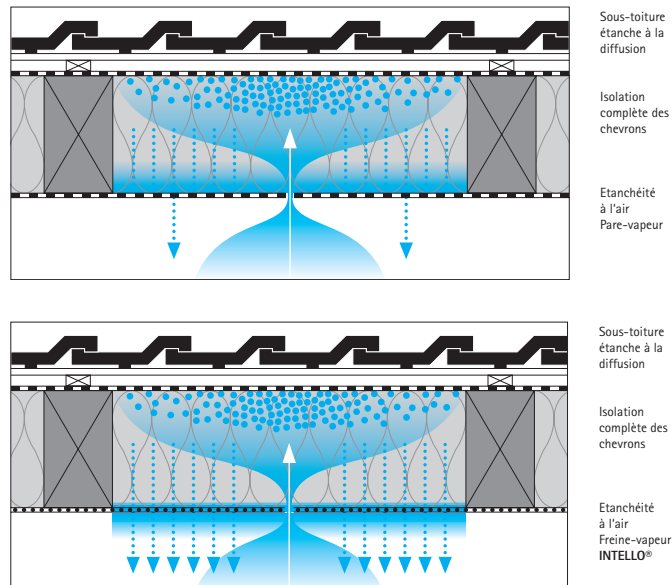 Sous-toiture
étanche à la
diffusion
Isolation
complète des
chevrons
Etanchéité
à l'air
Pare-vapeur
Sous-toiture
étanche à la
diffusion
Isolation
complète des
chevrons
Etanchéité
à l'air
Freine-vapeur
INTELLO®